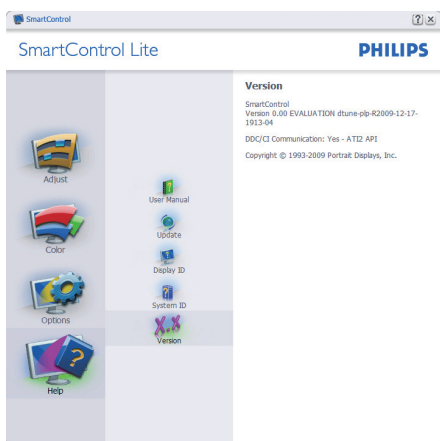 SmartControl
SmartControl Lite
PHILIPS
Adjust
Color
Options
Help
User Manual
Update
Display ID
System ID
Version
Version
SmartControl
Version 0.00 EVALUATION dtune-plp-R2009-12-17-
1913-04
DDC/CI Communication: Yes - ATI2 API
Copyright © 1993-2009 Portrait Displays, Inc.